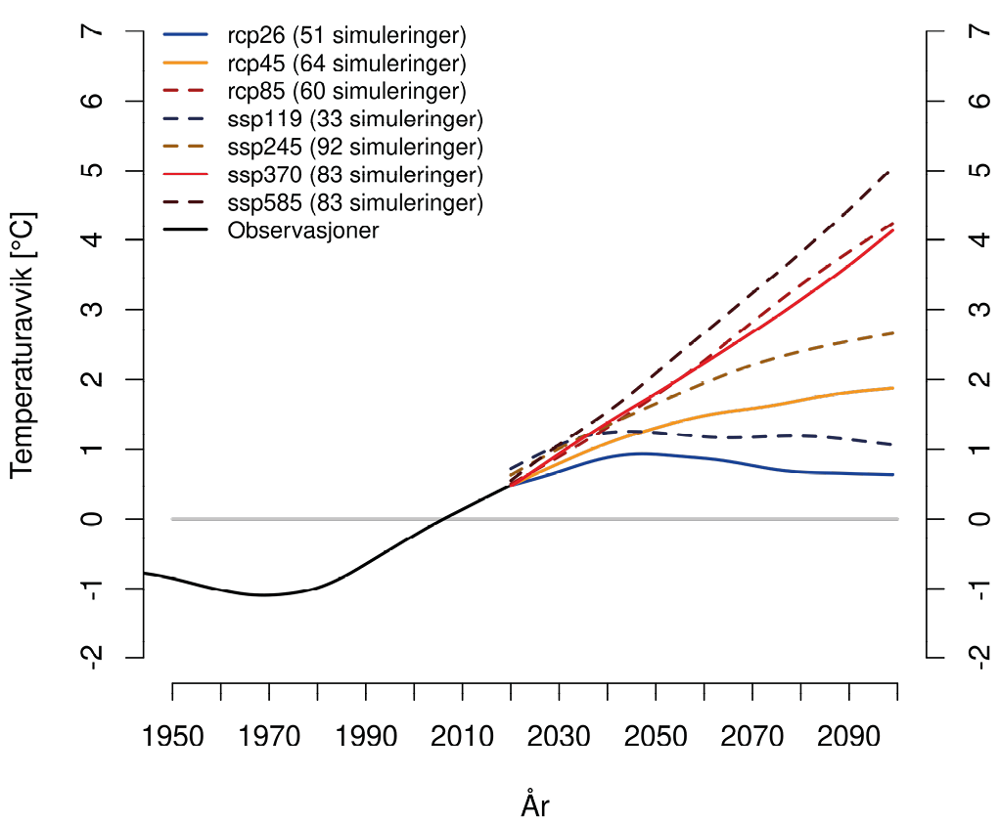 rcp26 (51 simuleringer)
rcp45 (64 simuleringer)
rcp85 (60 simuleringer)
ssp119 (33 simuleringer)
ssp245 (92 simuleringer)
ssp370 (83 simuleringer)
ssp585 (83 simuleringer)
Observasjoner
Temperaturavvik [°C]
7
6
5
4
3
2
1
0
-1
-2
7
6
5
4
3
2
1
0
-1
-2
1950 1970 1990 2010 2030 2050 2070 2090
År